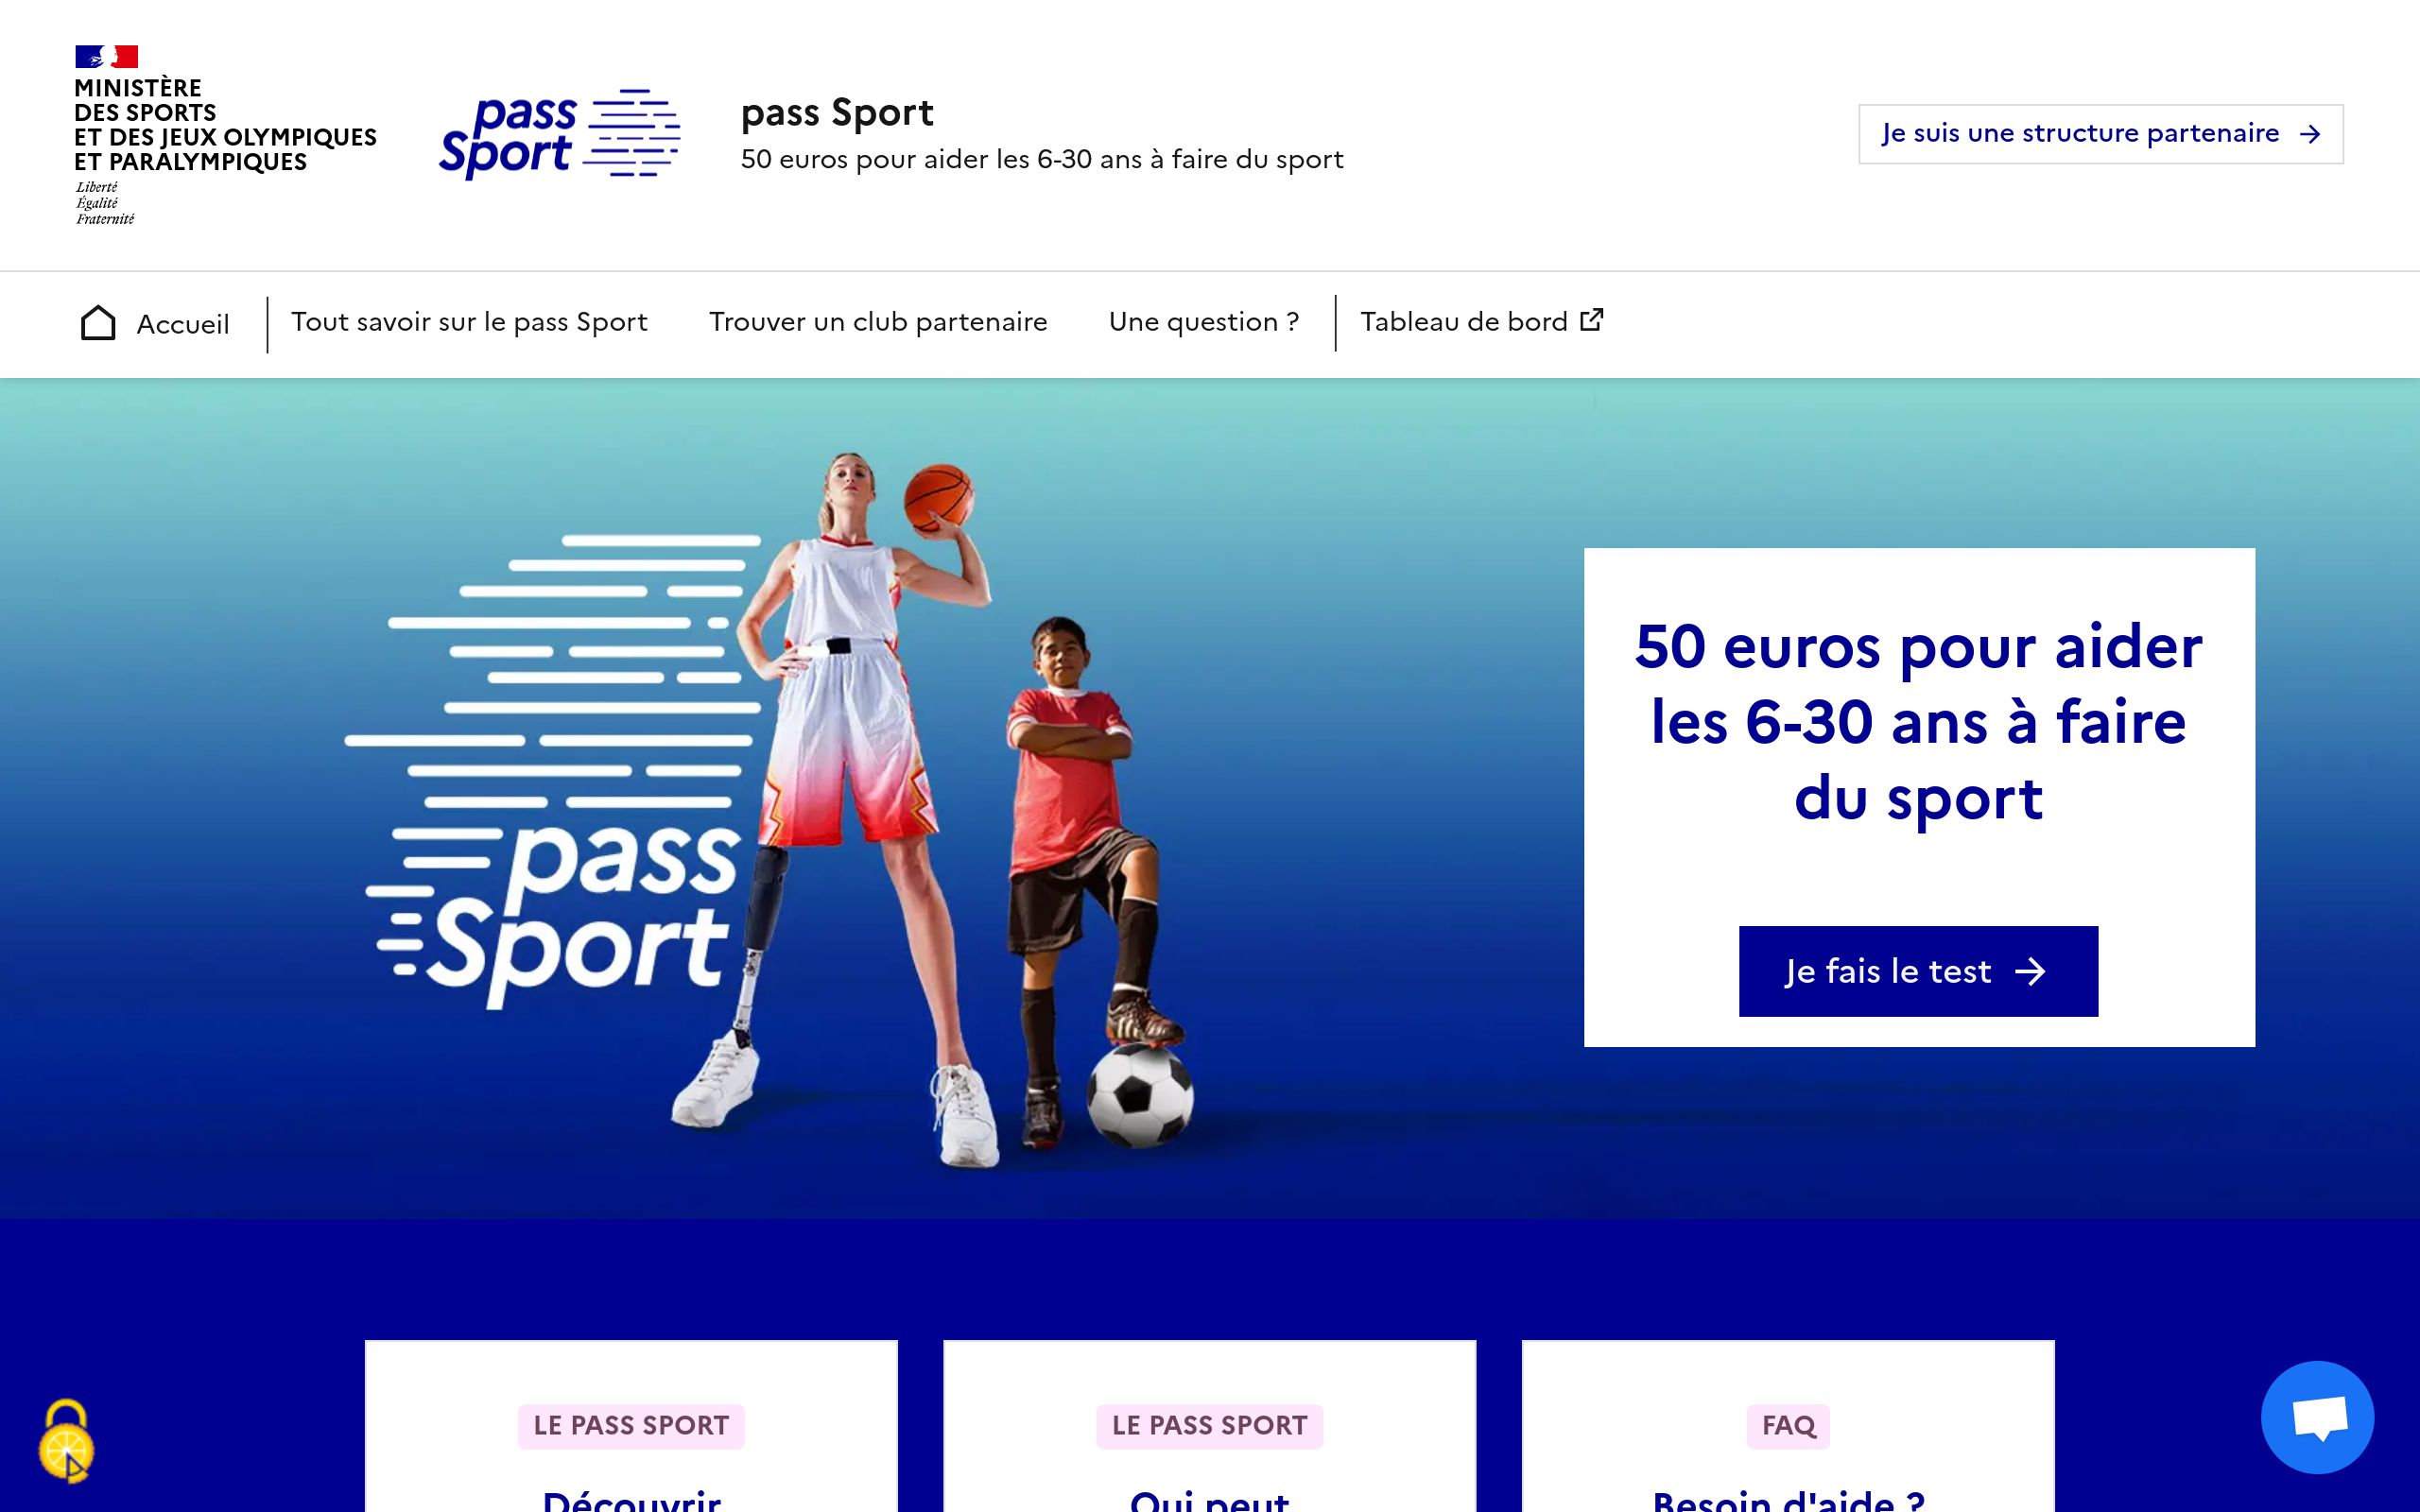 MINISTÈRE
DES SPORTS
ET DES JEUX OLYMPIQUES
ET PARALYMPIQUES
Liberté
Égalité
Fraternité
pass
Sport
pass Sport
50 euros pour aider les 6-30 ans à faire du sport
Je suis une structure partenaire
Accueil
Tout savoir sur le pass Sport
Trouver un club partenaire
Une question ?
Tableau de bord
pass
Sport
50 euros pour aider
les 6-30 ans à faire
du sport
Je fais le test
LE PASS SPORT
Découvrir
LE PASS SPORT
Qui peut
FAQ
Besoin d'aide ?